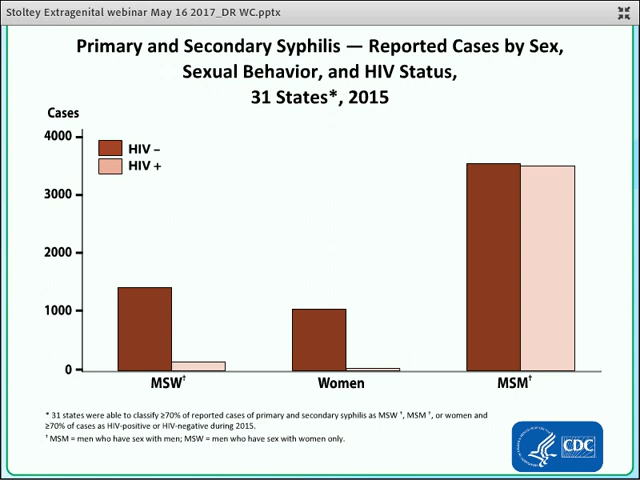 Stoltey Extragenital webinar May 16 2017_DR WC.pptx
Primary and Secondary Syphilis — Reported Cases by Sex,
Sexual Behavior, and HIV Status,
31 States*, 2015
Cases
4000
3000
2000
1000
0
HIV –
HIV +
MSW†
Women
MSM†
* 31 states were able to classify ≥70% of reported cases of primary and secondary syphilis as MSW †, MSM †, or women and
≥70% of cases as HIV-positive or HIV-negative during 2015.
† MSM = men who have sex with men; MSW = men who have sex with women only.
CDC